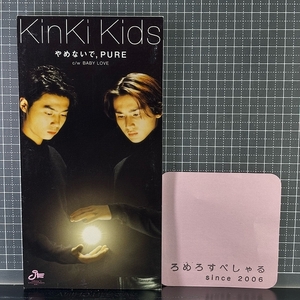 KinKi Kids
やめないで,PURE
c/w BABY LOVE
ろめろすぺしゃる
since 2006